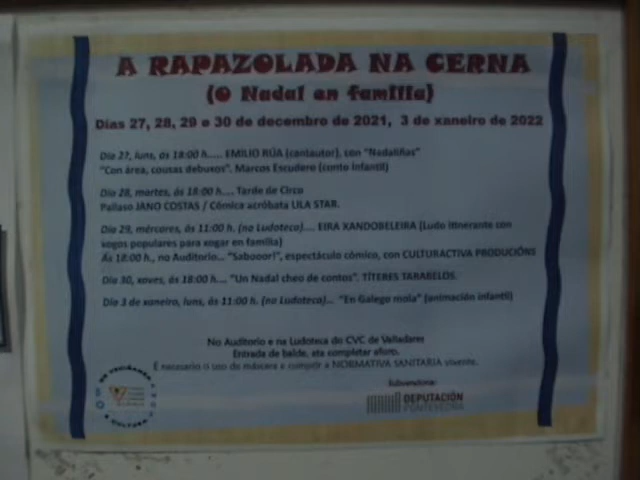 A RAPAZOLADA NA CERNA
(O Nadal en familia)
Días 27, 28, 29 e 30 de decembro de 2021, 3 de xaneiro de 2022
Día 27, luns, ás 18:00 h..... EMILIO RÚA (cantautor), con "Nadaliñas"
"Con área, cousas debuxos". Marcos Escudero (conto infantil)
Día 28, martes, ás 18:00 h.... Tarde de Circo
Pallaso JANO COSTAS / Cómica acróbata LILA STAR.
Día 29, mércores, ás 11:00 h. (na Ludoteca).... EIRA XANDOBELEIRA (Ludo itinerante con
xogos populares para xogar en familia)
Ás 18:00 h., no Auditorio... "Sabooor!", espectáculo cómico, con CULTURACTIVA PRODUCIÓNS
Día 30, xoves, ás 18:00 h.... "Un Nadal cheo de contos". TÍTERES TARABELOS.
Día 3 de xaneiro, luns, ás 11:00 h. (na Ludoteca)... "En Galego mola" (animación infantil)
No Auditorio e na Ludoteca do CVC de Valladares
Entrada de balde, ata completar aforo.
É necesario o uso de máscara e cumprir a NORMATIVA SANITARIA vixente.
Subvenciona:
DEPUTACIÓN
PONTEVEDRA